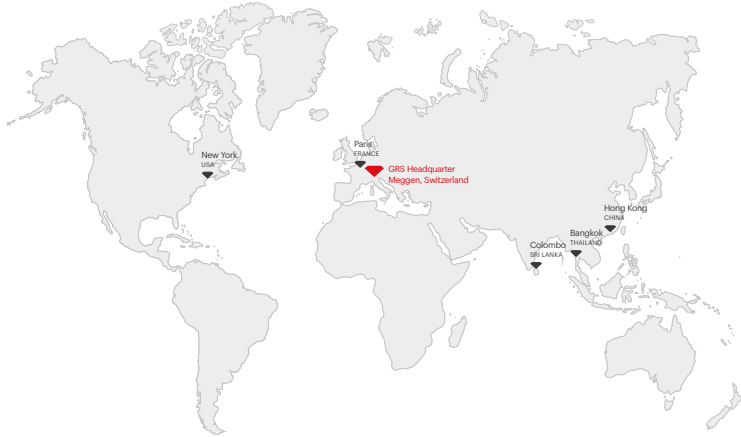 Paris
FRANCE
New York
USA
GRS Headquarter
Meggen, Switzerland
Hong Kong
CHINA
Bangkok
THAILAND
Colombo
SRI LANKA